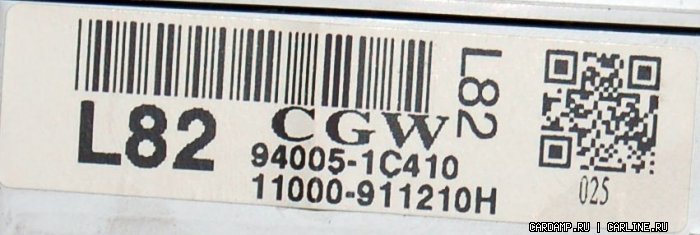 L82
CGW
L82
94005-1C410
11000-911210H
025
CARDAMP.RU | CARLINE.RU